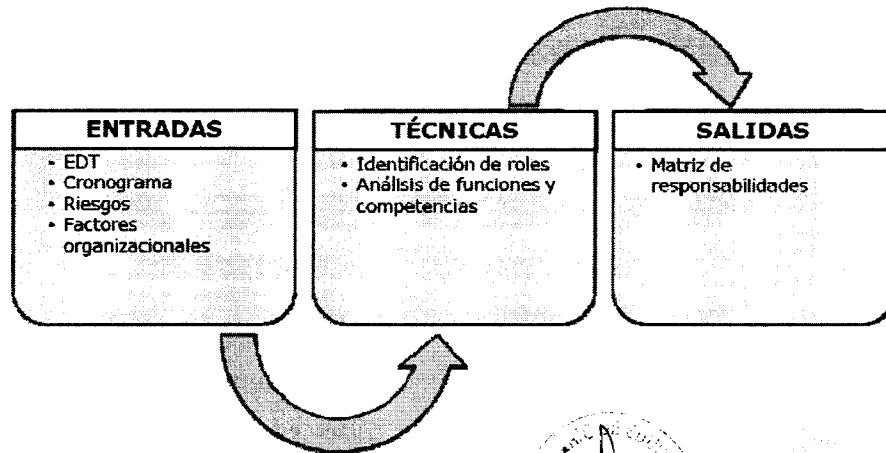 ENTRADAS
• EDT
• Cronograma
• Riesgos
• Factores
organizacionales
TÉCNICAS
• Identificación de roles
• Análisis de funciones y
competencias
SALIDAS
• Matriz de
responsabilidades